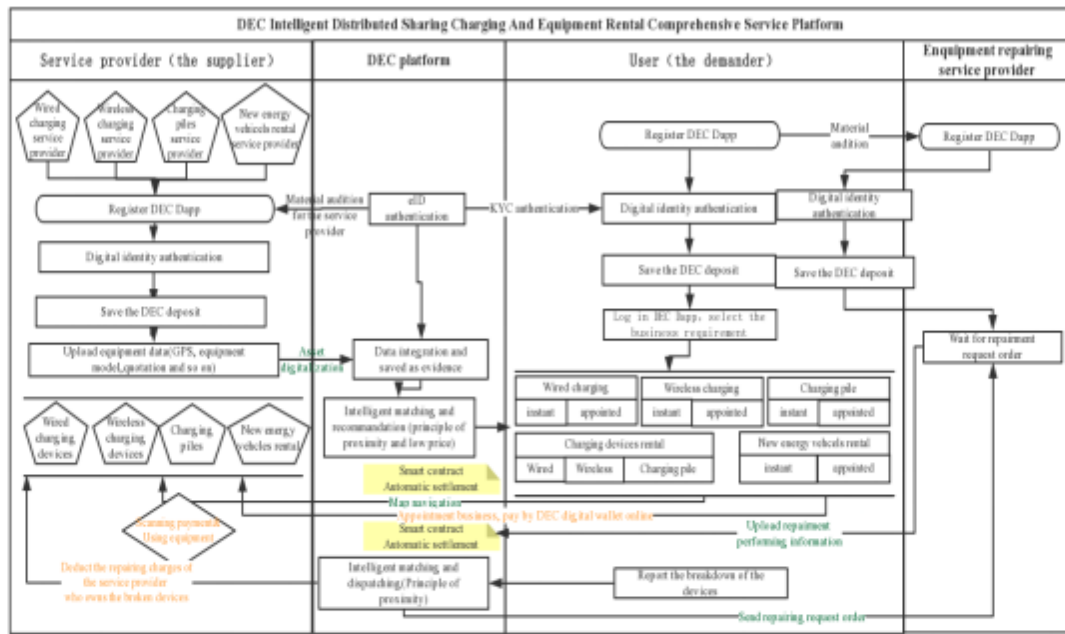 DEC Intelligent Distributed Sharing Charging And Equipment Rental Comprehensive Service Platform
Service provider (the supplier)
DEC platform
User (the demander)
Enquipment repairing
service provider
Wired
charging
service
provider
Wireless
charging
service
provider
Charging
piles
service
provider
New energy
vehicels rental
service provider
Register DEC Dapp
Material
audition
Register DEC Dapp
Register DEC Dapp
Material audition
for the service
provider
eID
authentication
KYC authentication
Digital identity authentication
Digital identity
authentication
Digital identity authentication
Save the DEC deposit
Save the DEC deposit
Save the DEC deposit
Log in DEC Dapp, select the
business requirement
Upload equipment data(GPS, equipment
model,quotation and so on)
Asset
digitalization
Data integration and
saved as evidence
Wait for repairment
request order
Wired charging
instant
appointed
Wireless charging
instant
appointed
Charging pile
instant
appointed
Wired
charging
devices
Wireless
charging
devices
Charging
piles
New energy
vehcles rental
Intelligent matching and
recommandation (principle of
proximity and low price)
Charging devices rental
Wired
Wireless
Charging pile
New energy vehcels rental
instant
appointed
Smart contract
Automatic settlement
Map navigation
Appointment business, pay by DEC digital wallet online
Scanning payment
Using equipment
Smart contract
Automatic settlement
Upload repairment
performing information
Deduct the repairing charges of
the service provider
who owns the broken devices
Intelligent matching and
dispatching(Principle of
proximity)
Report the breakdown of the
devices
Send repairing request order